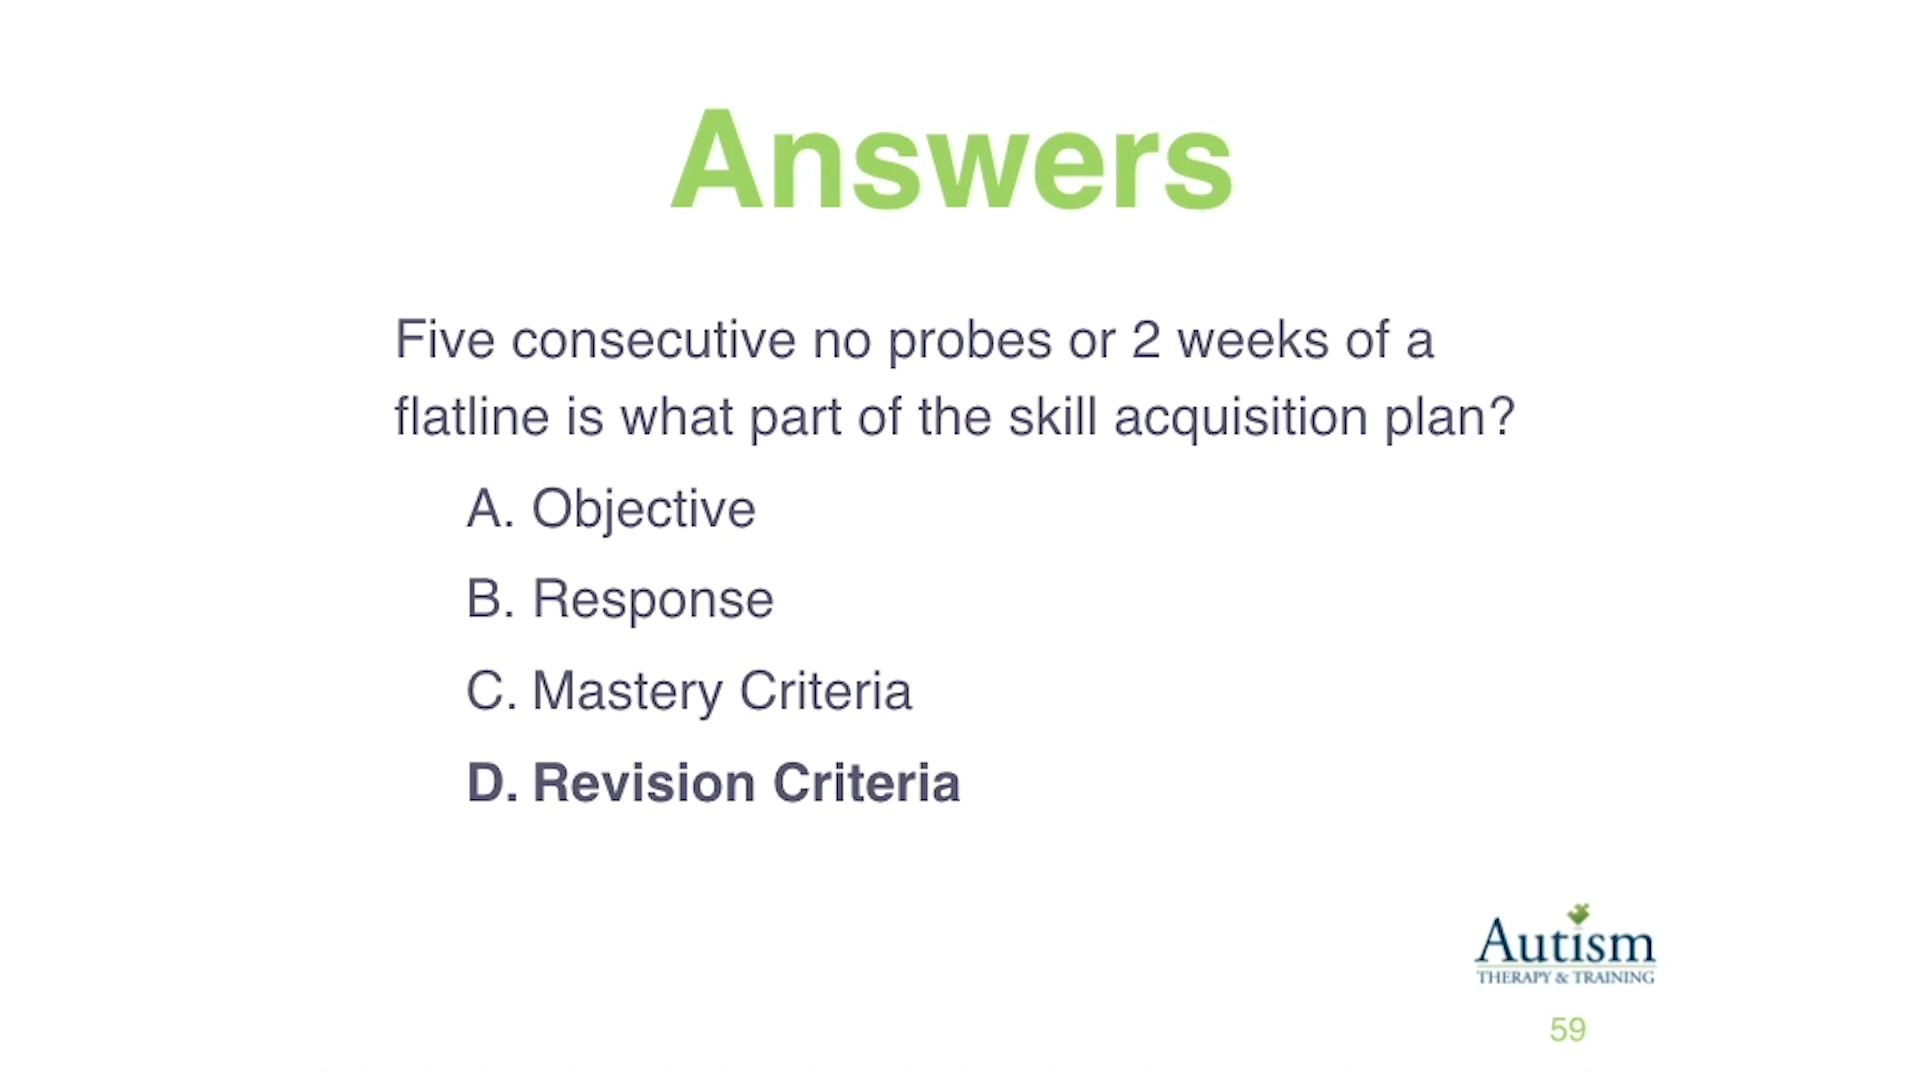 Answers
Five consecutive no probes or 2 weeks of a
flatline is what part of the skill acquisition plan?
A. Objective
B. Response
C. Mastery Criteria
D. Revision Criteria
Autism
THERAPY & TRAINING
59